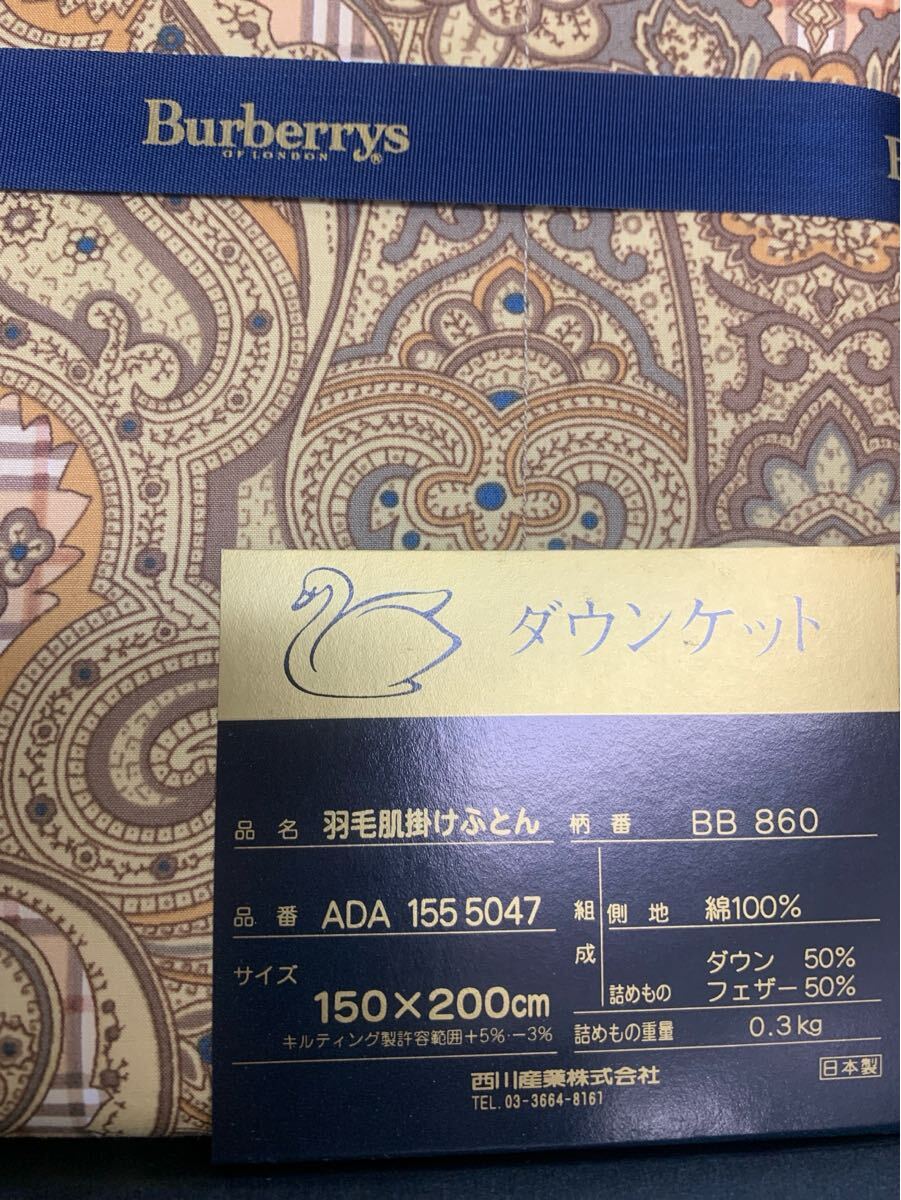 Burberrys®
OF LONDON
ダウンケット
品名 羽毛肌掛けふとん
柄番 BB 860
品番 ADA 155 5047
組成 側地 綿100%
詰めもの ダウン 50%
フェザー50%
サイズ
150×200cm
キルティング製許容範囲+5%·−3%
詰めもの重量 0.3kg
西川産業株式会社
日本製
TEL. 03-3664-8161